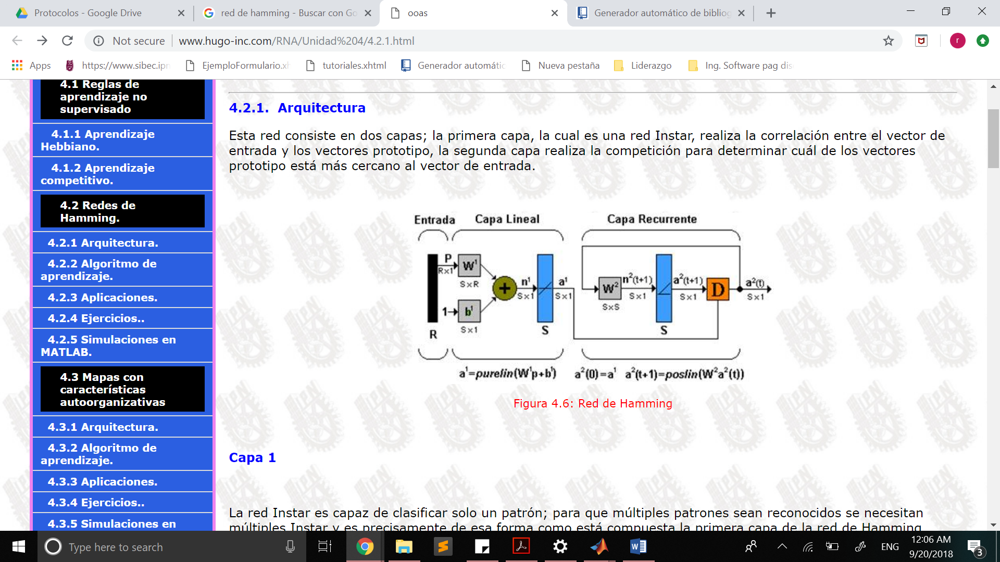 Protocolos - Google Drive
red de hamming - Buscar con Go
ooas
Generador automático de bibliog
Not secure
www.hugo-inc.com/RNA/Unidad%204/4.2.1.html
r
Apps
https://www.sibec.ipn
EjemploFormulario.xh
tutoriales.xhtml
Generador automátic
Nueva pestaña
Liderazgo
Ing. Software pag dis
4.1 Reglas de
aprendizaje no
supervisado
4.1.1 Aprendizaje
Hebbiano.
4.1.2 Aprendizaje
competitivo.
4.2 Redes de
Hamming.
4.2.1 Arquitectura.
4.2.2 Algoritmo de
aprendizaje.
4.2.3 Aplicaciones.
4.2.4 Ejercicios..
4.2.5 Simulaciones en
MATLAB.
4.3 Mapas con
características
autoorganizativas
4.3.1 Arquitectura.
4.3.2 Algoritmo de
aprendizaje.
4.3.3 Aplicaciones.
4.3.4 Ejercicios..
4.3.5 Simulaciones en
4.2.1. Arquitectura
Esta red consiste en dos capas; la primera capa, la cual es una red Instar, realiza la correlación entre el vector de
entrada y los vectores prototipo, la segunda capa realiza la competición para determinar cuál de los vectores
prototipo está más cercano al vector de entrada.
Entrada
Capa Lineal
Capa Recurrente
P
Rx1
W¹
SxR
1
b¹
Sx1
R
+
n¹
Sx1
S
a¹
Sx1
W²
SxS
n²(t+1)
Sx1
S
a²(t+1)
Sx1
D
a²(t)
Sx1
a¹=purelin(W¹p+b¹)
a²(0)=a¹ a²(t+1)=poslin(W²a²(t))
Figura 4.6: Red de Hamming
Capa 1
La red Instar es capaz de clasificar solo un patrón; para que múltiples patrones sean reconocidos se necesitan
múltiples Instar y es precisamente de esa forma como está compuesta la primera capa de la red de Hamming.
Type here to search
ENG
12:06 AM
9/20/2018
3